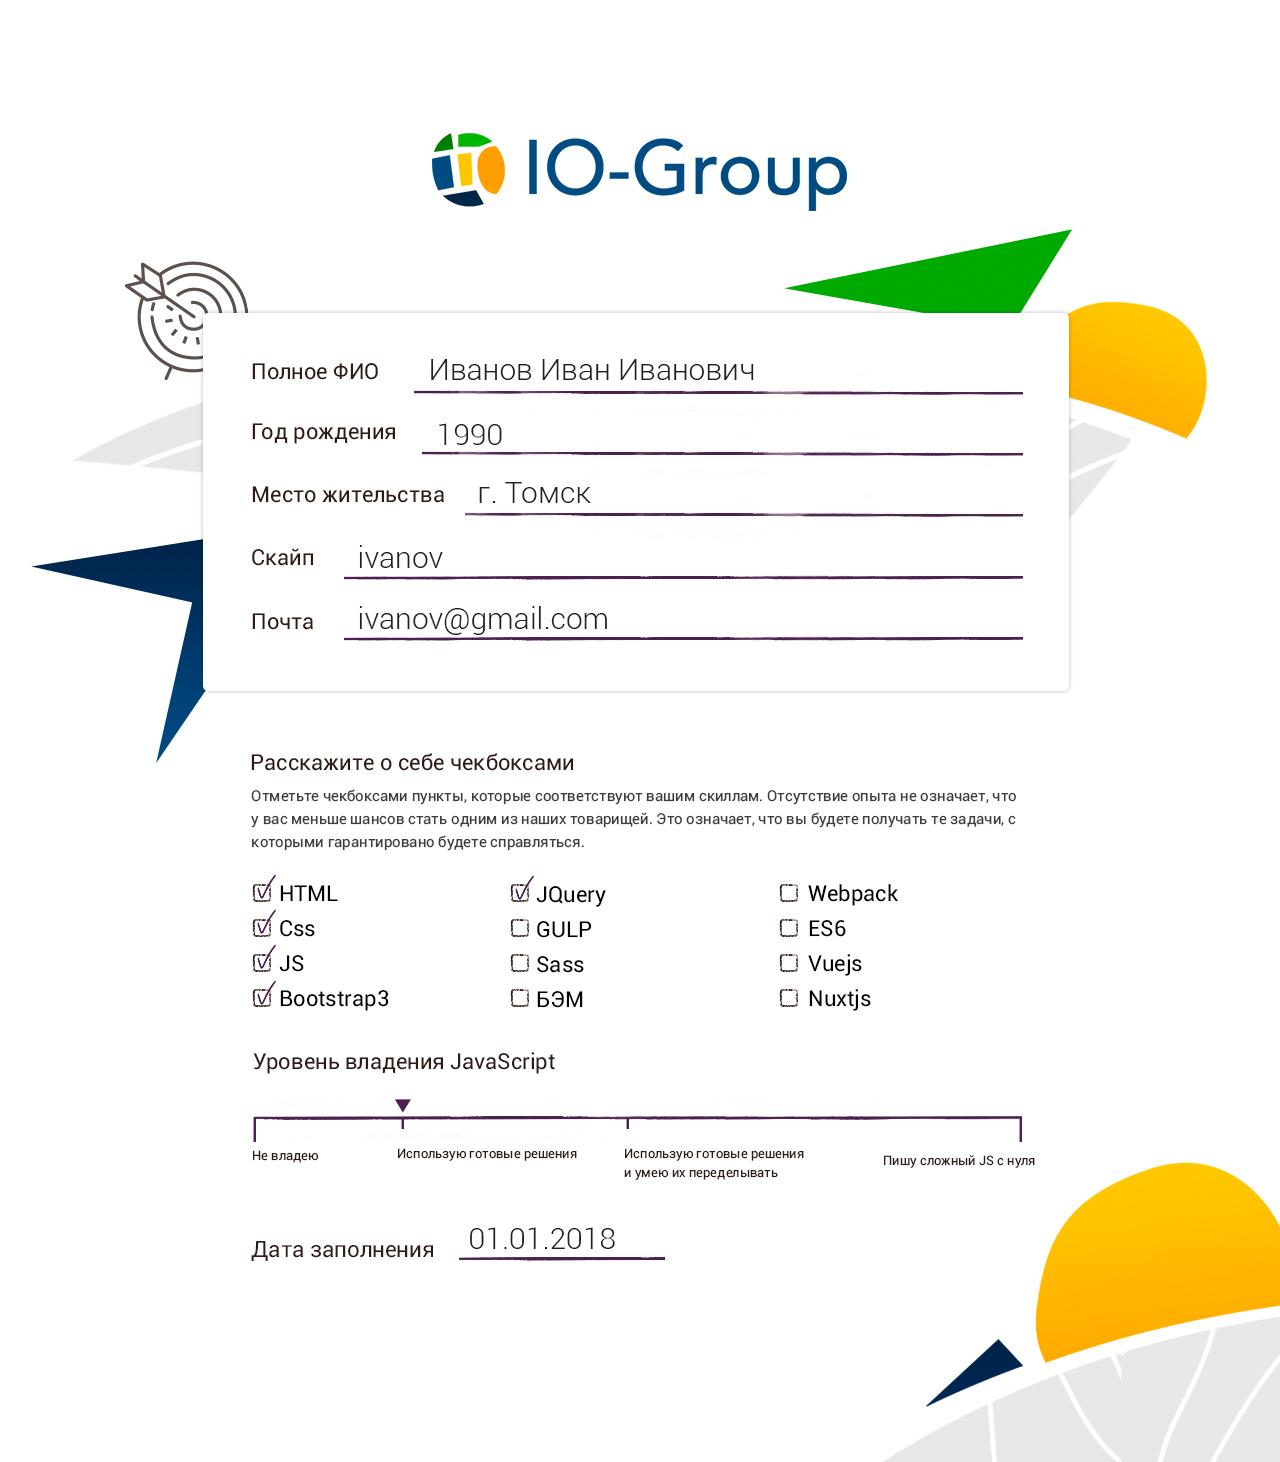 IO-Group
Полное ФИО Иванов Иван Иванович
Год рождения 1990
Место жительства г. Томск
Скайп ivanov
Почта ivanov@gmail.com
Расскажите о себе чекбоксами
Отметьте чекбоксами пункты, которые соответствуют вашим скиллам. Отсутствие опыта не означает, что
у вас меньше шансов стать одним из наших товарищей. Это означает, что вы будете получать те задачи, с
которыми гарантировано будете справляться.
HTML JQuery Webpack
Css GULP ES6
JS Sass Vuejs
Bootstrap3 БЭМ Nuxtjs
Уровень владения JavaScript
Не владею Использую готовые решения Использую готовые решения Пишу сложный JS с нуля
и умею их переделывать
Дата заполнения 01.01.2018